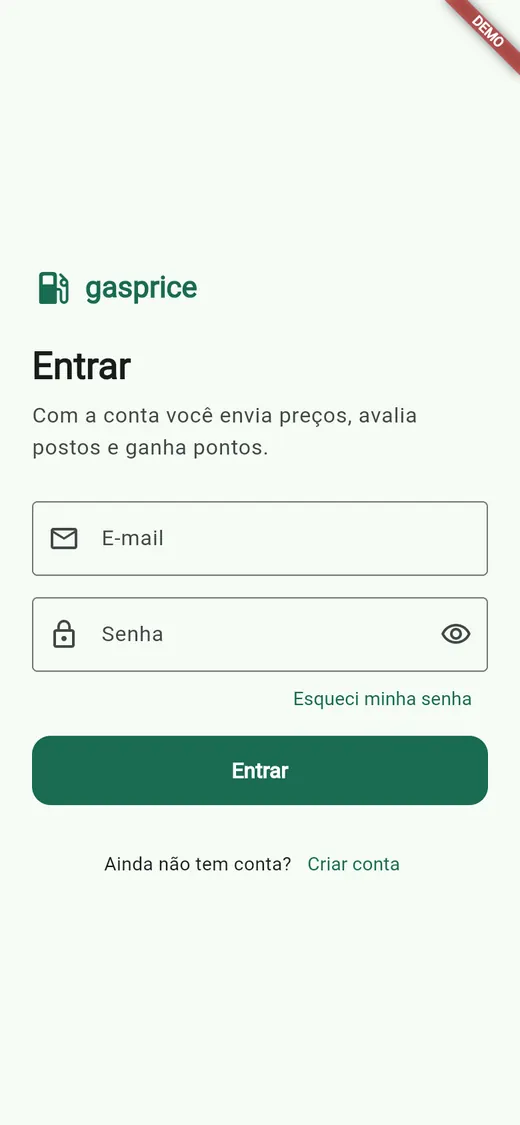 DEMO
gasprice
Entrar
Com a conta você envia preços, avalia
postos e ganha pontos.
E-mail
Senha
Esqueci minha senha
Entrar
Ainda não tem conta? Criar conta